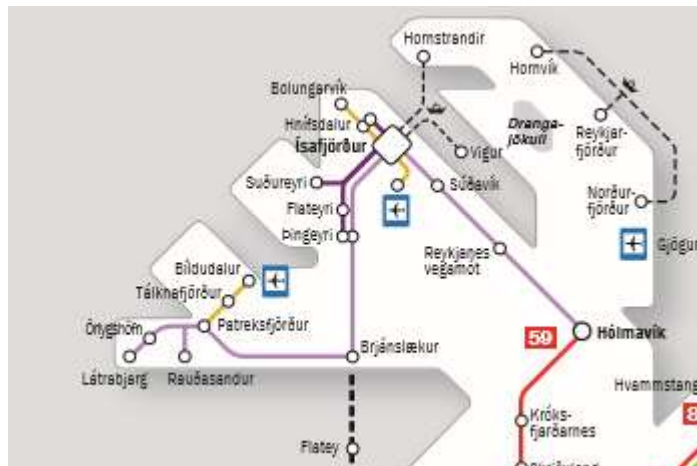 Hornstrandir
Hornvík
Bolungarvík
Hnífsdalur
Ísafjörður
Dranga-
jökull
Reykjar-
fjörður
Vigur
Suðureyri
Súðavík
Norður-
fjörður
Flateyri
Þingeyri
Gjögur
Reykjanes
vegamót
Bíldudalur
Tálknafjörður
Örlygshöfn
Patreksfjörður
59
Hólmavík
Brjánslækur
Látrabjarg
Rauðasandur
Hvammstang
8
Króks-
fjarðarnes
Flatey